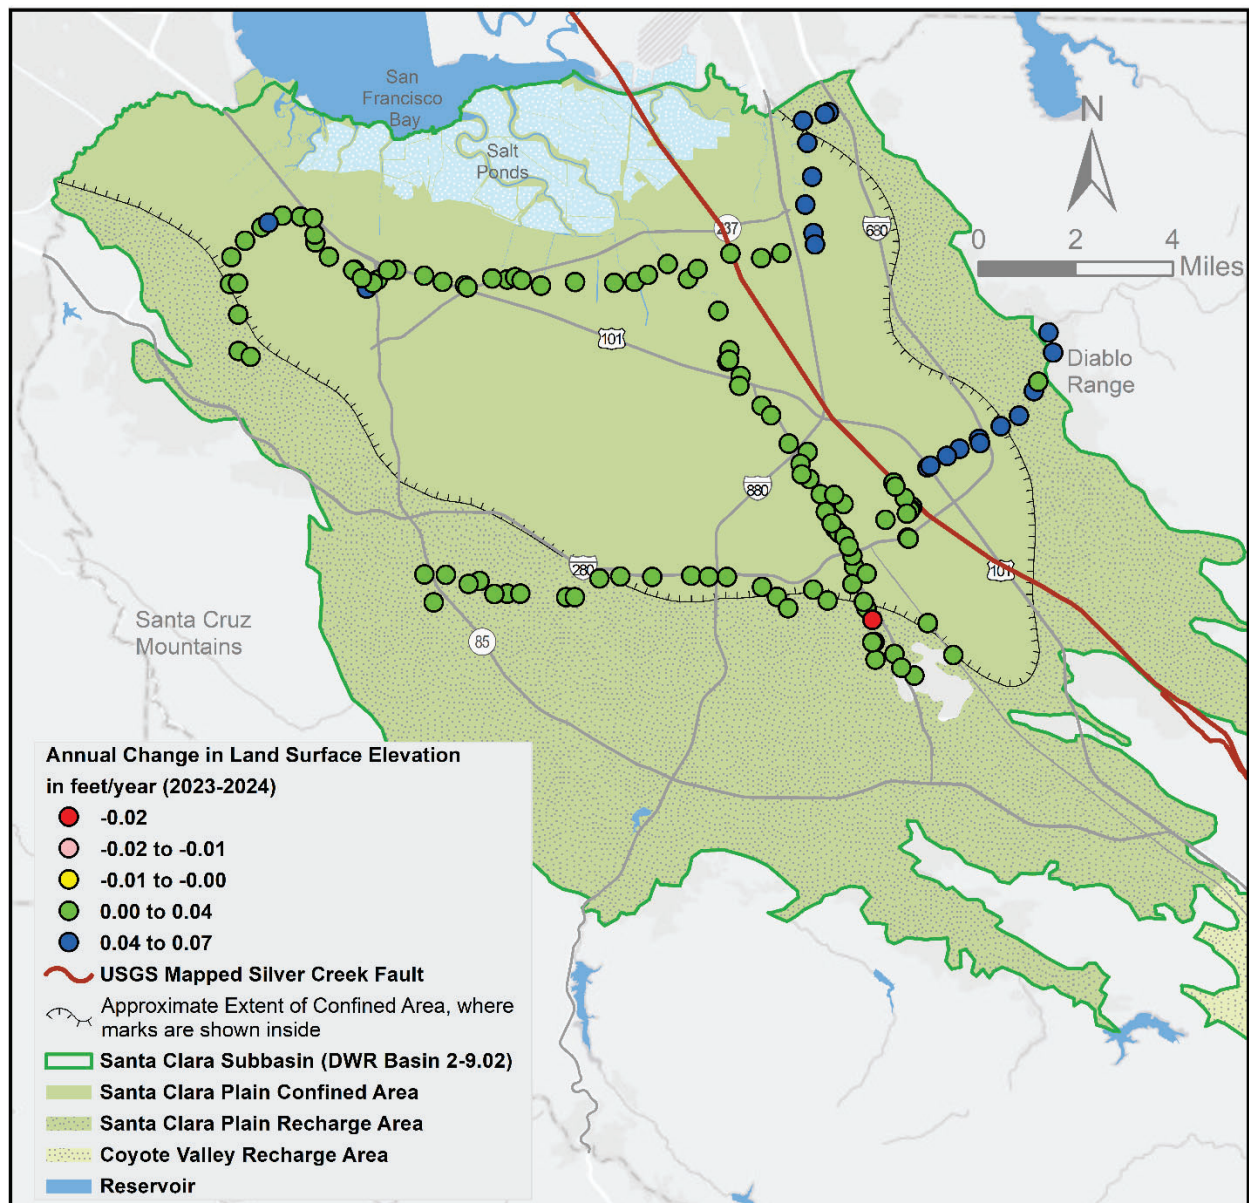 San
Francisco
Bay
Salt
Ponds
N
237
680
0 2 4
Miles
101
Diablo
Range
880
280
101
Santa Cruz
Mountains
85
Annual Change in Land Surface Elevation
in feet/year (2023-2024)
-0.02
-0.02 to -0.01
-0.01 to -0.00
0.00 to 0.04
0.04 to 0.07
USGS Mapped Silver Creek Fault
Approximate Extent of Confined Area, where
marks are shown inside
Santa Clara Subbasin (DWR Basin 2-9.02)
Santa Clara Plain Confined Area
Santa Clara Plain Recharge Area
Coyote Valley Recharge Area
Reservoir